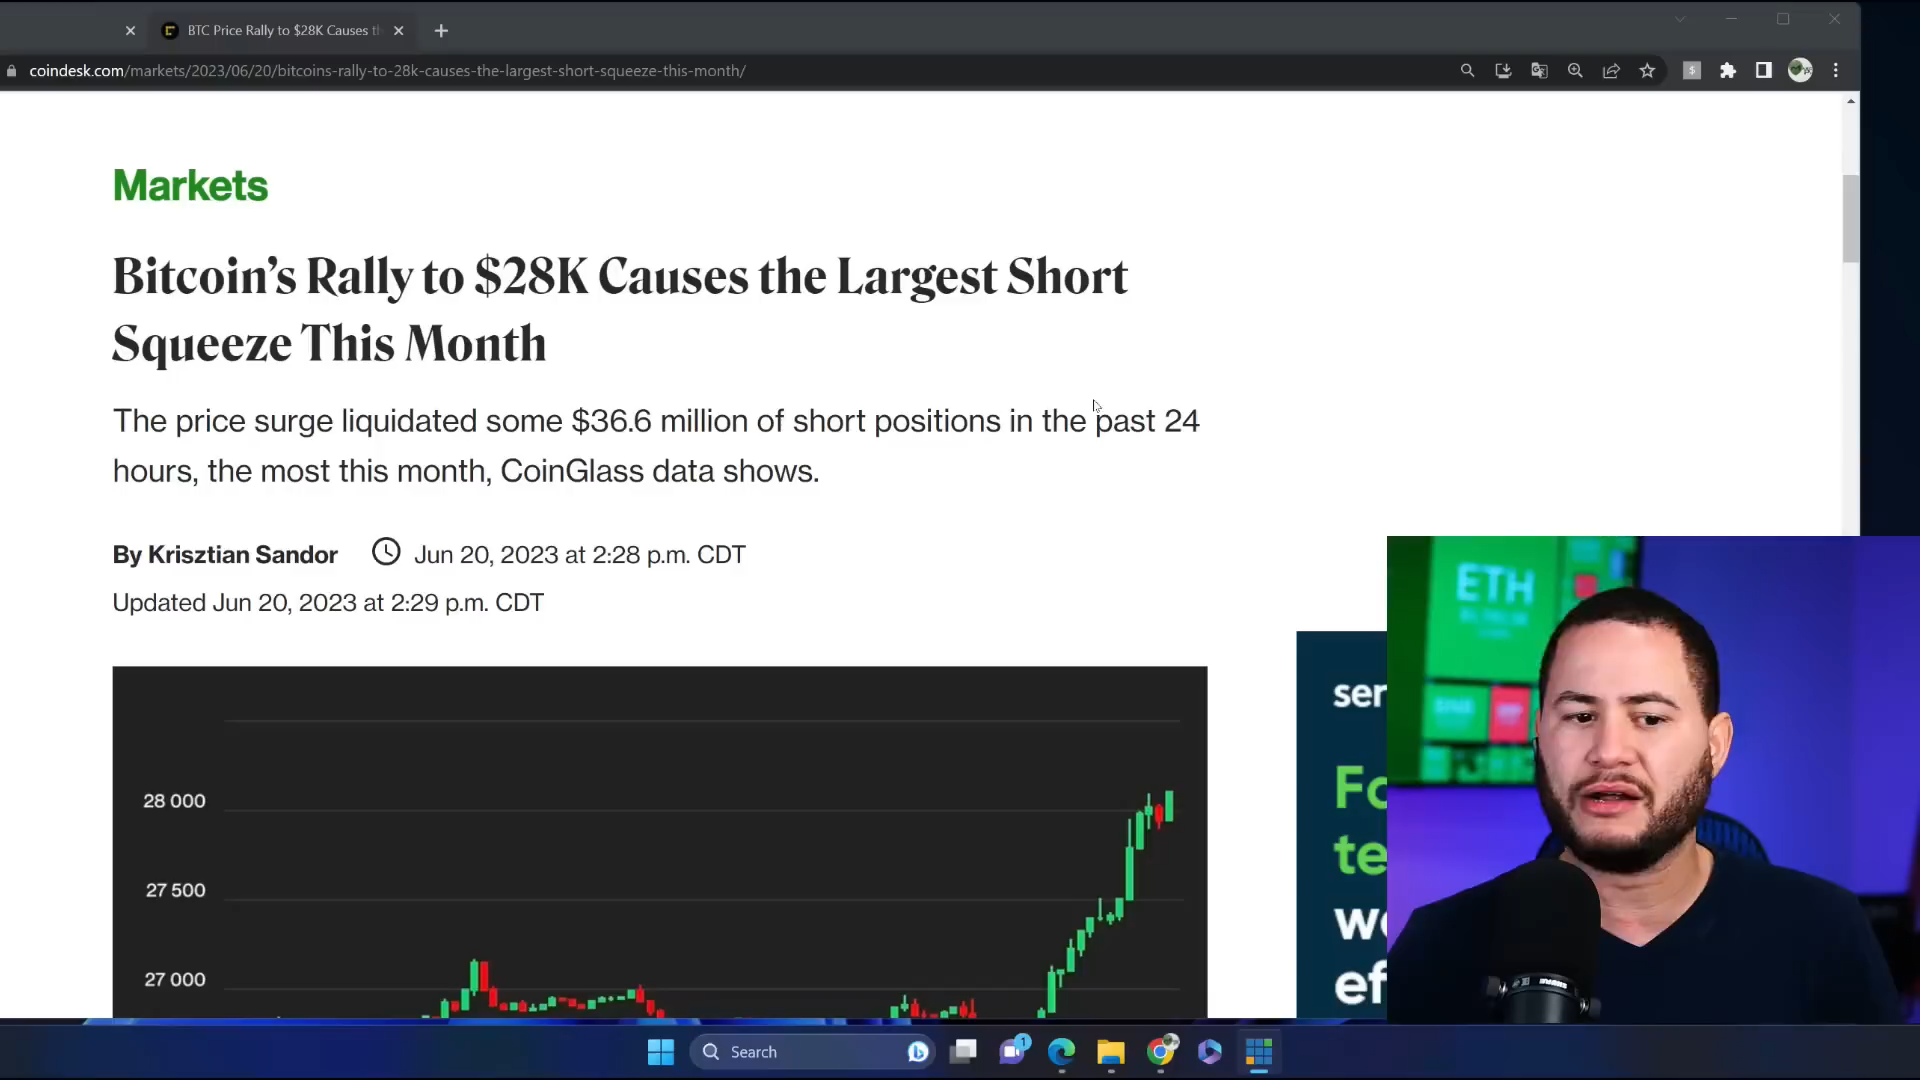 BTC Price Rally to $28K Causes th
coindesk.com/markets/2023/06/20/bitcoins-rally-to-28k-causes-the-largest-short-squeeze-this-month/
Markets
Bitcoin’s Rally to $28K Causes the Largest Short
Squeeze This Month
The price surge liquidated some $36.6 million of short positions in the past 24
hours, the most this month, CoinGlass data shows.
By Krisztian Sandor Jun 20, 2023 at 2:28 p.m. CDT
Updated Jun 20, 2023 at 2:29 p.m. CDT
28 000
27 500
27 000
ser
Fo
te
we
ef
ETH
SHURE
Search
1